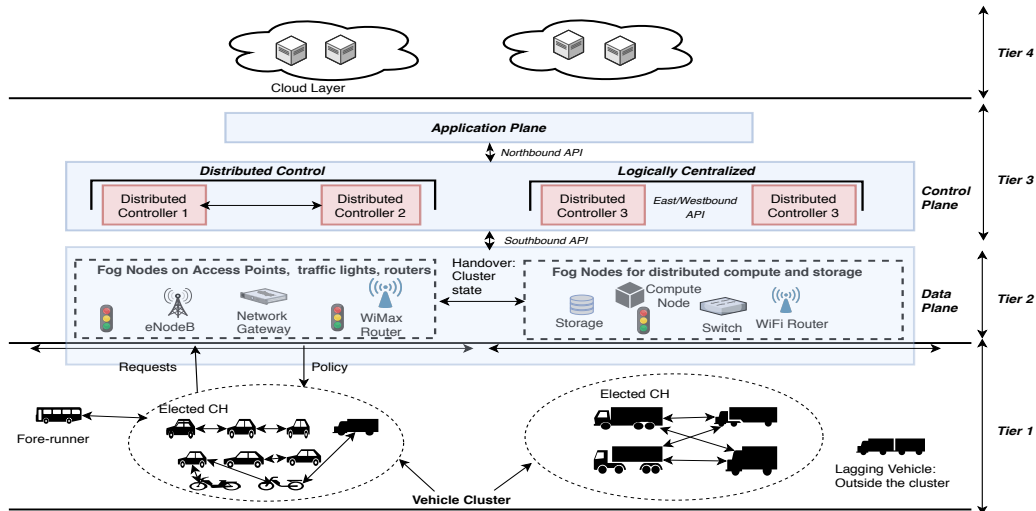 Tier 4
Cloud Layer
Application Plane
Northbound API
Tier 3
Distributed Control
Logically Centralized
Distributed
Controller 1
Distributed
Controller 2
Distributed
Controller 3
East/Westbound
API
Distributed
Controller 3
Control
Plane
Southbound API
Fog Nodes on Access Points, traffic lights, routers
Handover:
Cluster
state
Fog Nodes for distributed compute and storage
eNodeB
Network
Gateway
WiMax
Router
Storage
Compute
Node
Switch
WiFi Router
Data
Plane
Tier 2
Requests
Policy
Elected CH
Elected CH
Fore-runner
Tier 1
Lagging Vehicle:
Outside the cluster
Vehicle Cluster